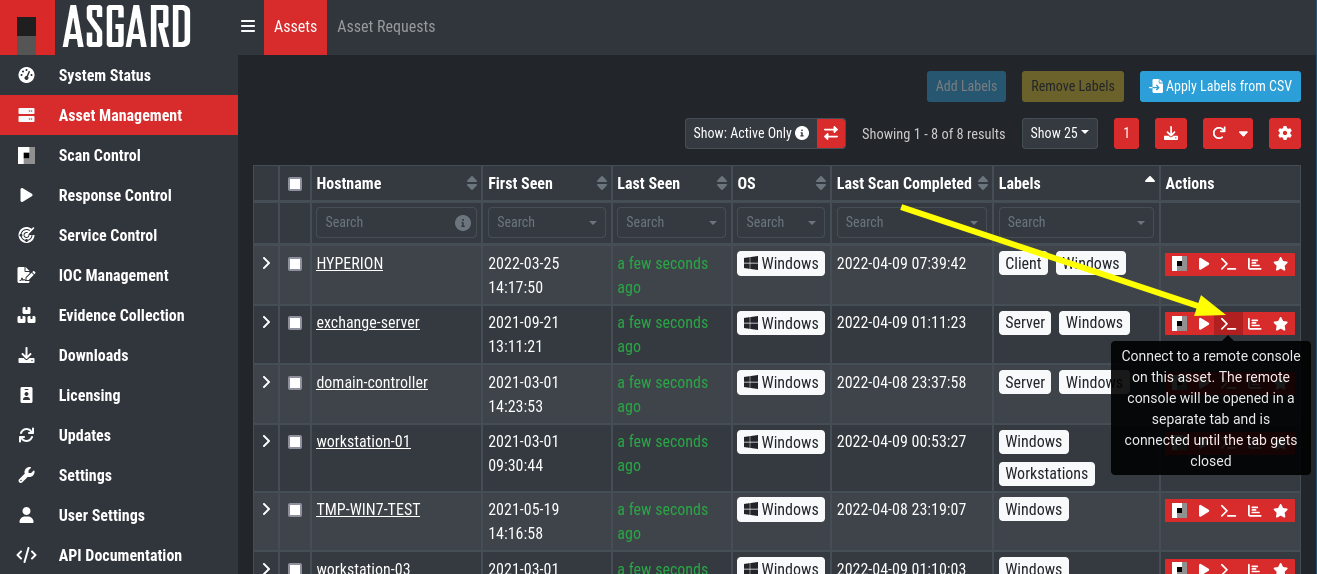 ASGARD
Assets Asset Requests
System Status
Asset Management
Scan Control
Response Control
Service Control
IOC Management
Evidence Collection
Downloads
Licensing
Updates
Settings
User Settings
API Documentation
Add Labels Remove Labels Apply Labels from CSV
Show: Active Only Showing 1 - 8 of 8 results Show 25 1
Hostname First Seen Last Seen OS Last Scan Completed Labels Actions
Search Search Search Search Search Search
HYPERION 2022-03-25 a few seconds Windows 2022-04-09 07:39:42 Client Windows
14:17:50 ago
exchange-server 2021-09-21 a few seconds Windows 2022-04-09 01:11:23 Server Windows
13:11:21 ago
domain-controller 2021-03-01 a few seconds Windows 2022-04-08 23:37:58 Server Windows
14:23:53 ago
workstation-01 2021-03-01 a few seconds Windows 2022-04-09 00:53:27 Windows
09:30:44 ago Workstations
Connect to a remote console
on this asset. The remote
console will be opened in a
separate tab and is
connected until the tab gets
closed
TMP-WIN7-TEST 2021-05-19 a few seconds Windows 2022-04-08 23:19:07 Windows
14:16:58 ago
workstation-03 2021-03-01 a few seconds Windows 2022-04-09 01:10:03 Windows